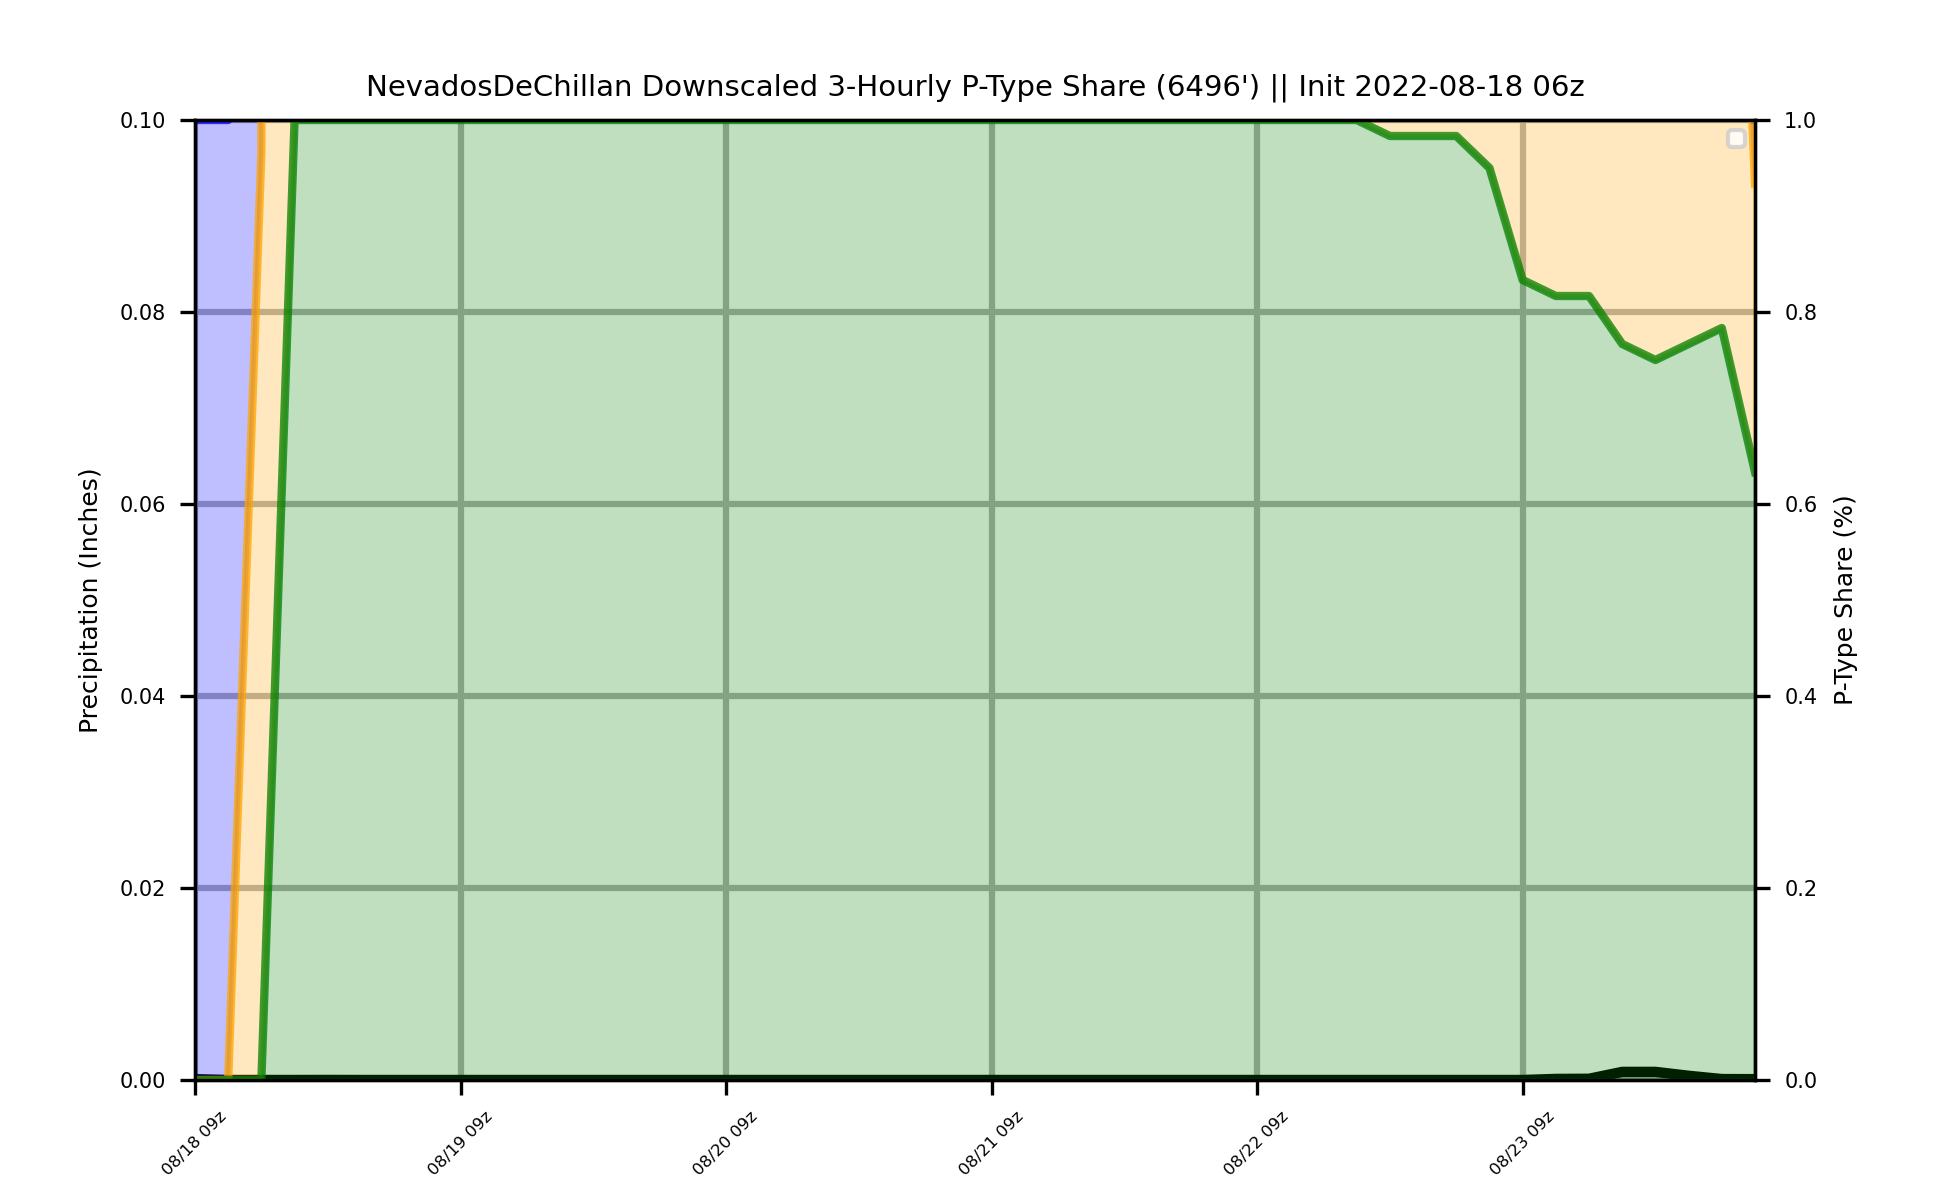 NevadosDeChillan Downscaled 3-Hourly P-Type Share (6496') || Init 2022-08-18 06z
Precipitation (Inches)
0.10
0.08
0.06
0.04
0.02
0.00
1.0
0.8
0.6
0.4
0.2
0.0
P-Type Share (%)
08/18 09z
08/19 09z
08/20 09z
08/21 09z
08/22 09z
08/23 09z